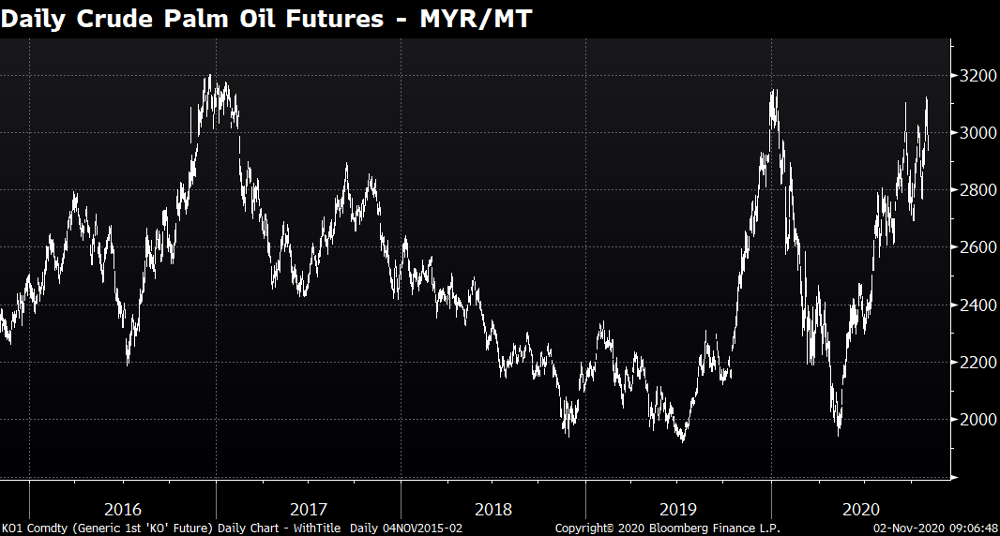 Daily Crude Palm Oil Futures - MYR/MT
3200
3000
2800
2600
2400
2200
2000
2016 2017 2018 2019 2020
KO1 Comdty (Generic 1st 'KO' Future) Daily Chart - WithTitle Daily 04NOV2015-02 Copyright© 2020 Bloomberg Finance L.P. 02-Nov-2020 09:06:48